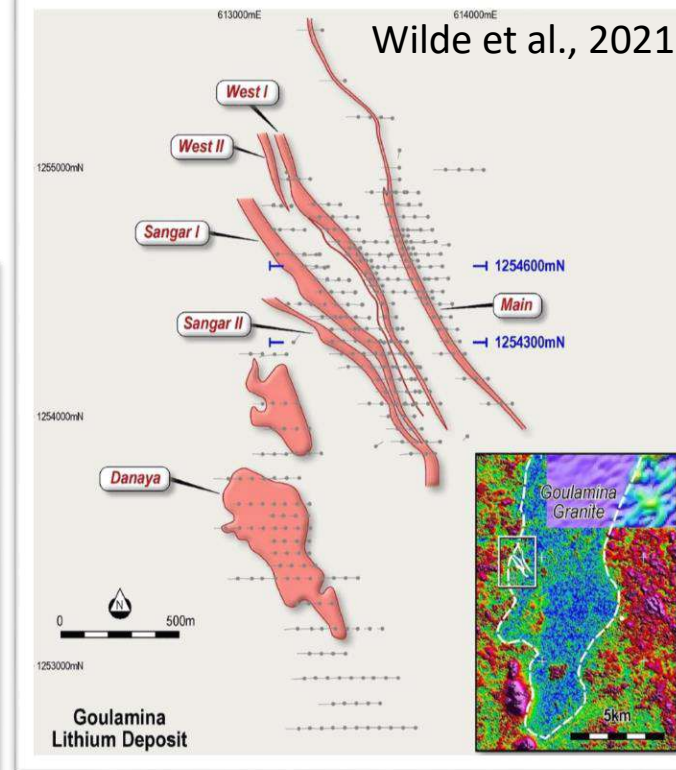 613000mE
614000mE
Wilde et al., 2021
West I
West II
1255000mN
Sangar I
1254600mN
Main
Sangar II
1254300mN
1254000mN
Danaya
Goulamina
Granite
N
0 500m
1253000mN
Goulamina
Lithium Deposit
5km